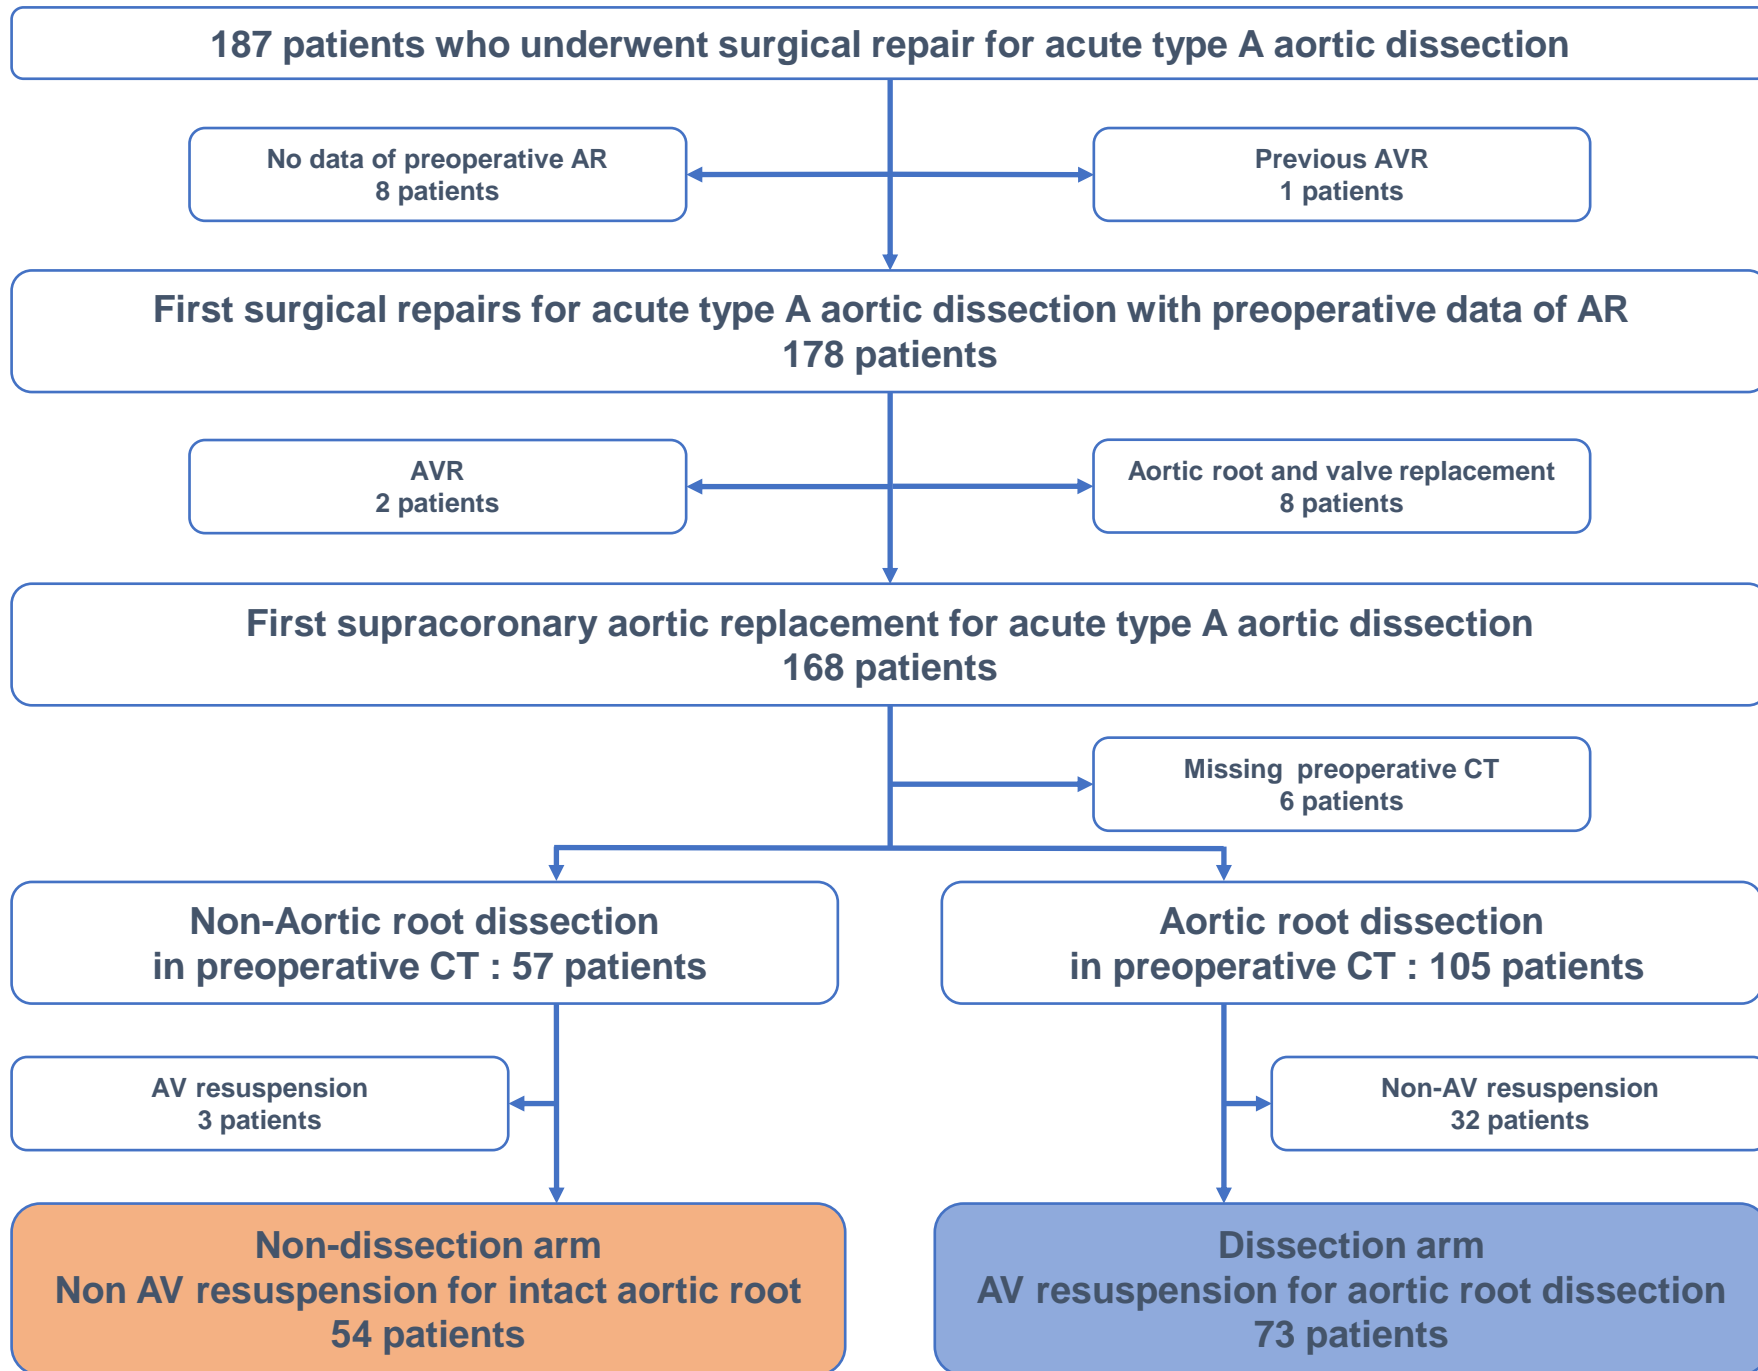 187 patients who underwent surgical repair for acute type A aortic dissection
No data of preoperative AR
8 patients
Previous AVR
1 patients
First surgical repairs for acute type A aortic dissection with preoperative data of AR
178 patients
AVR
2 patients
Aortic root and valve replacement
8 patients
First supracoronary aortic replacement for acute type A aortic dissection
168 patients
Missing preoperative CT
6 patients
Non-Aortic root dissection
in preoperative CT : 57 patients
Aortic root dissection
in preoperative CT : 105 patients
AV resuspension
3 patients
Non-AV resuspension
32 patients
Non-dissection arm
Non AV resuspension for intact aortic root
54 patients
Dissection arm
AV resuspension for aortic root dissection
73 patients